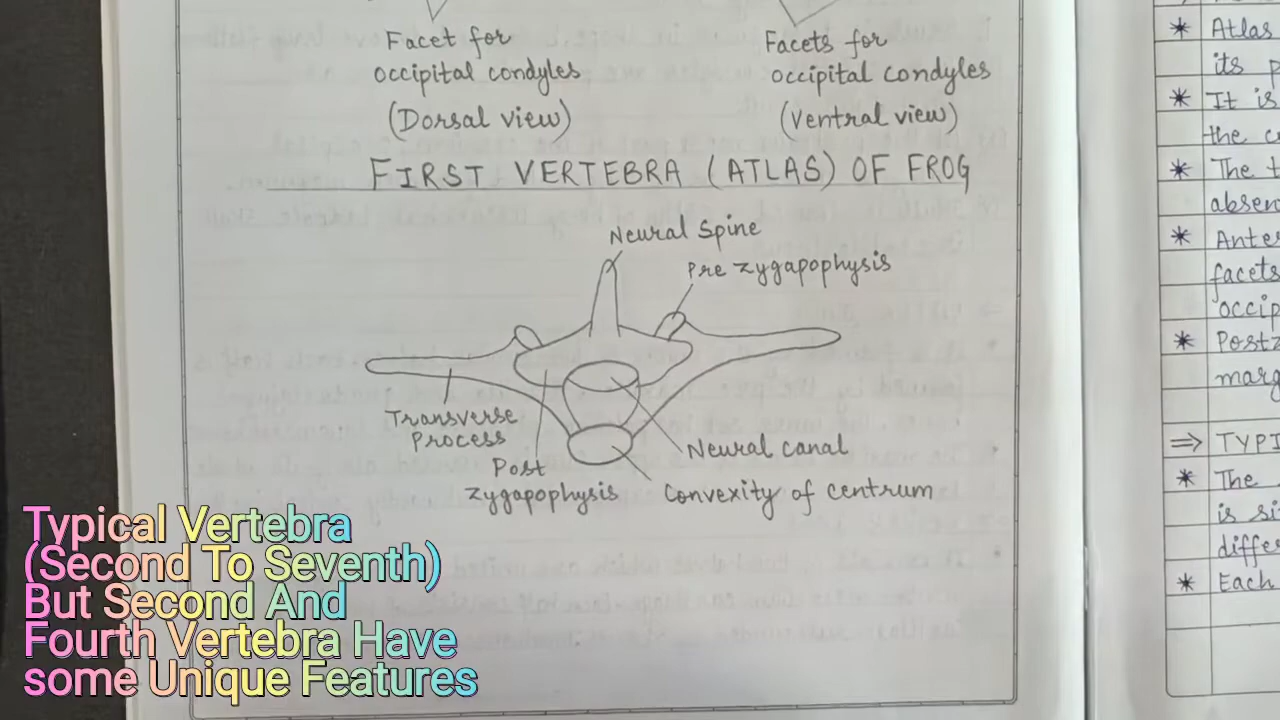 Facet for
occipital condyles
(Dorsal view)
Facets for
occipital condyles
(Ventral view)
FIRST VERTEBRA (ATLAS) OF FROG
Neural Spine
Pre zygapophysis
Transverse
Process
Post
zygapophysis
Neural canal
Convexity of centrum
Typical Vertebra
(Second To Seventh)
But Second And
Fourth Vertebra Have
some Unique Features
* Atlas
its
* It is
the
* The
absen
* Ante
facets
occip
* Postz
marg
⇒ TYPI
* The
is si
diffe
* Each